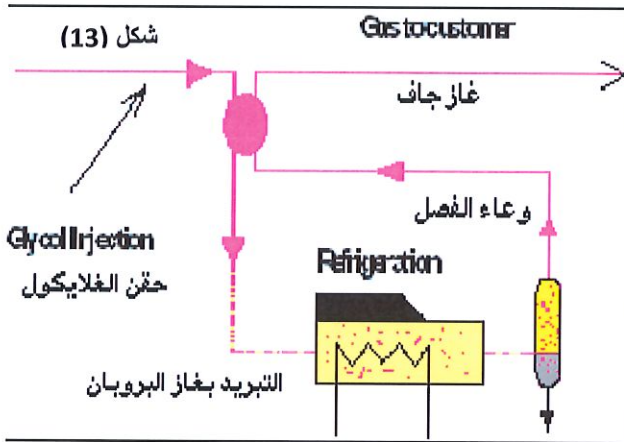 شكل (13)
Gas to customer
غاز جاف
وعاء الفصل
Glycol Injection
حقن الغلايكول
Refrigeration
التبريد بغاز البروبان